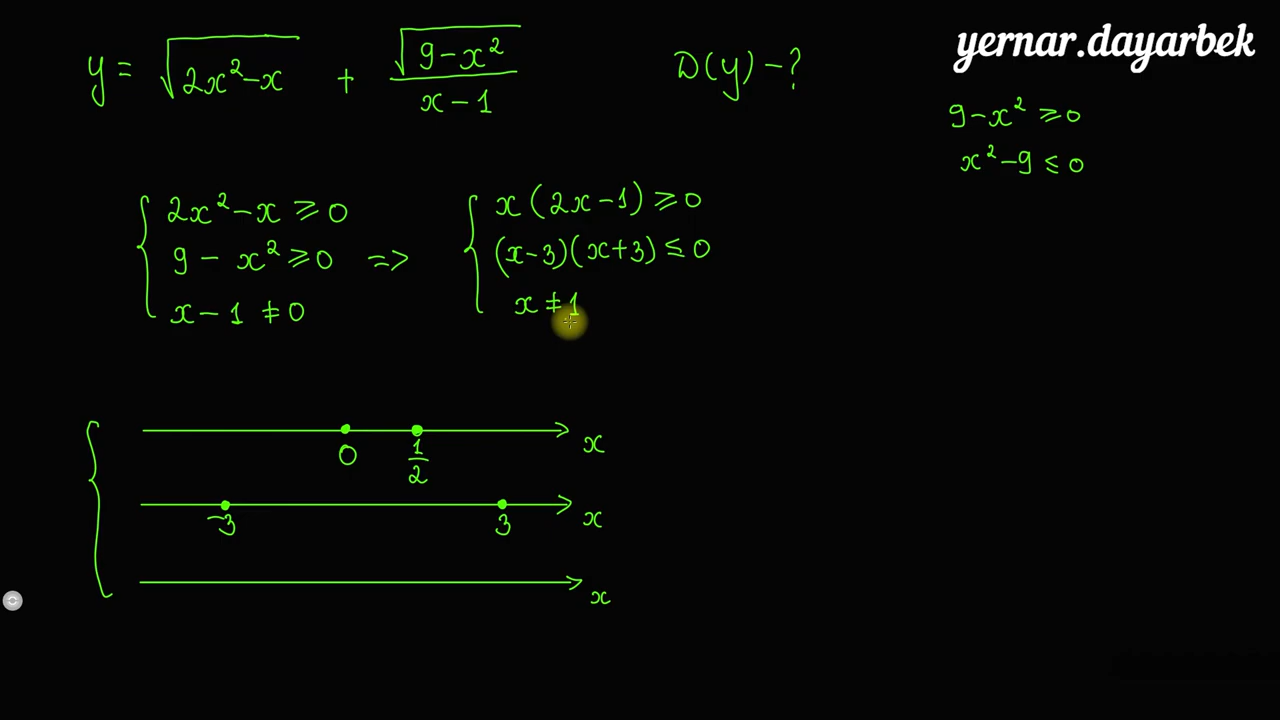 yernar.dayarbek
y = √(2x² − x) + √(9 − x²)/(x − 1) D(y) − ?
9 − x² ⩾ 0
x² − 9 ≤ 0
{ 2x² − x ⩾ 0
9 − x² ⩾ 0 =>
x − 1 ≠ 0
{ x(2x − 1) ⩾ 0
(x − 3)(x + 3) ≤ 0
x ≠ 1
{ 0 1/2 x
−3 3 x
x